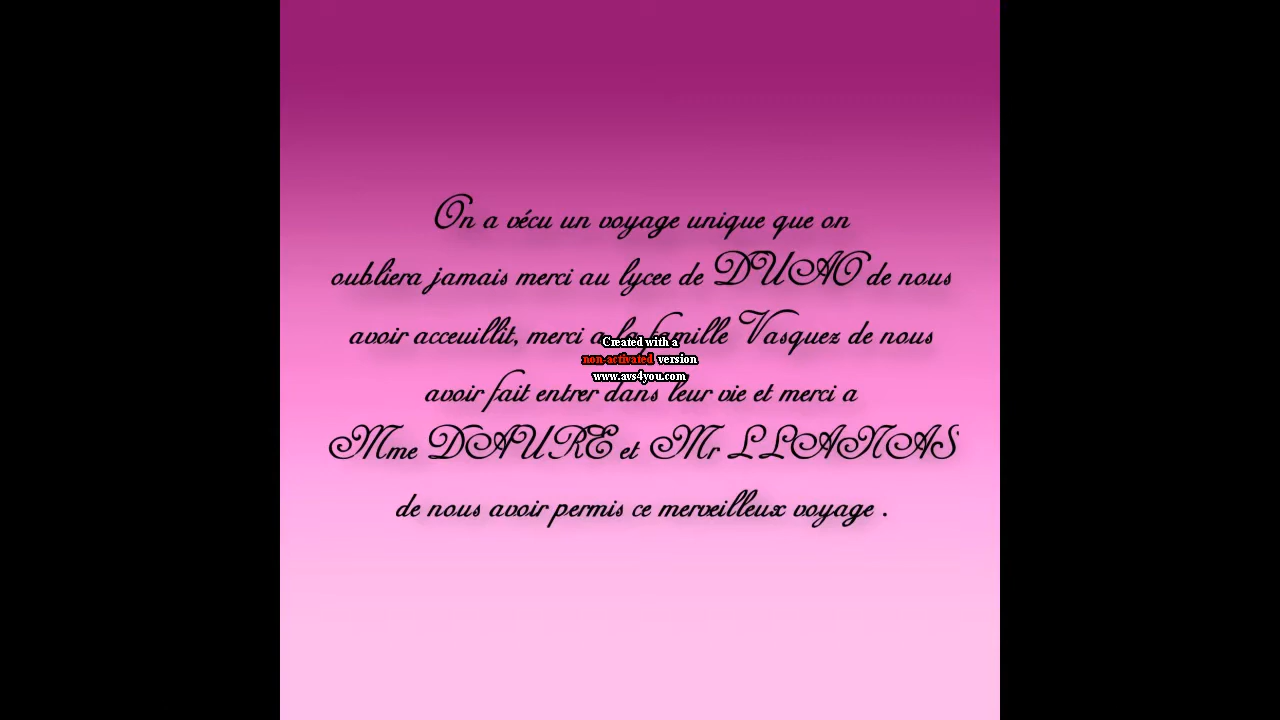 On a vécu un voyage unique que on
oubliera jamais merci au lycee de DUAO de nous
avoir acceuillit, merci a la famille Vasquez de nous
Created with a
non-activated version
www.avs4you.com
avoir fait entrer dans leur vie et merci a
Mme DAURE et Mr LLANAS
de nous avoir permis ce merveilleux voyage .